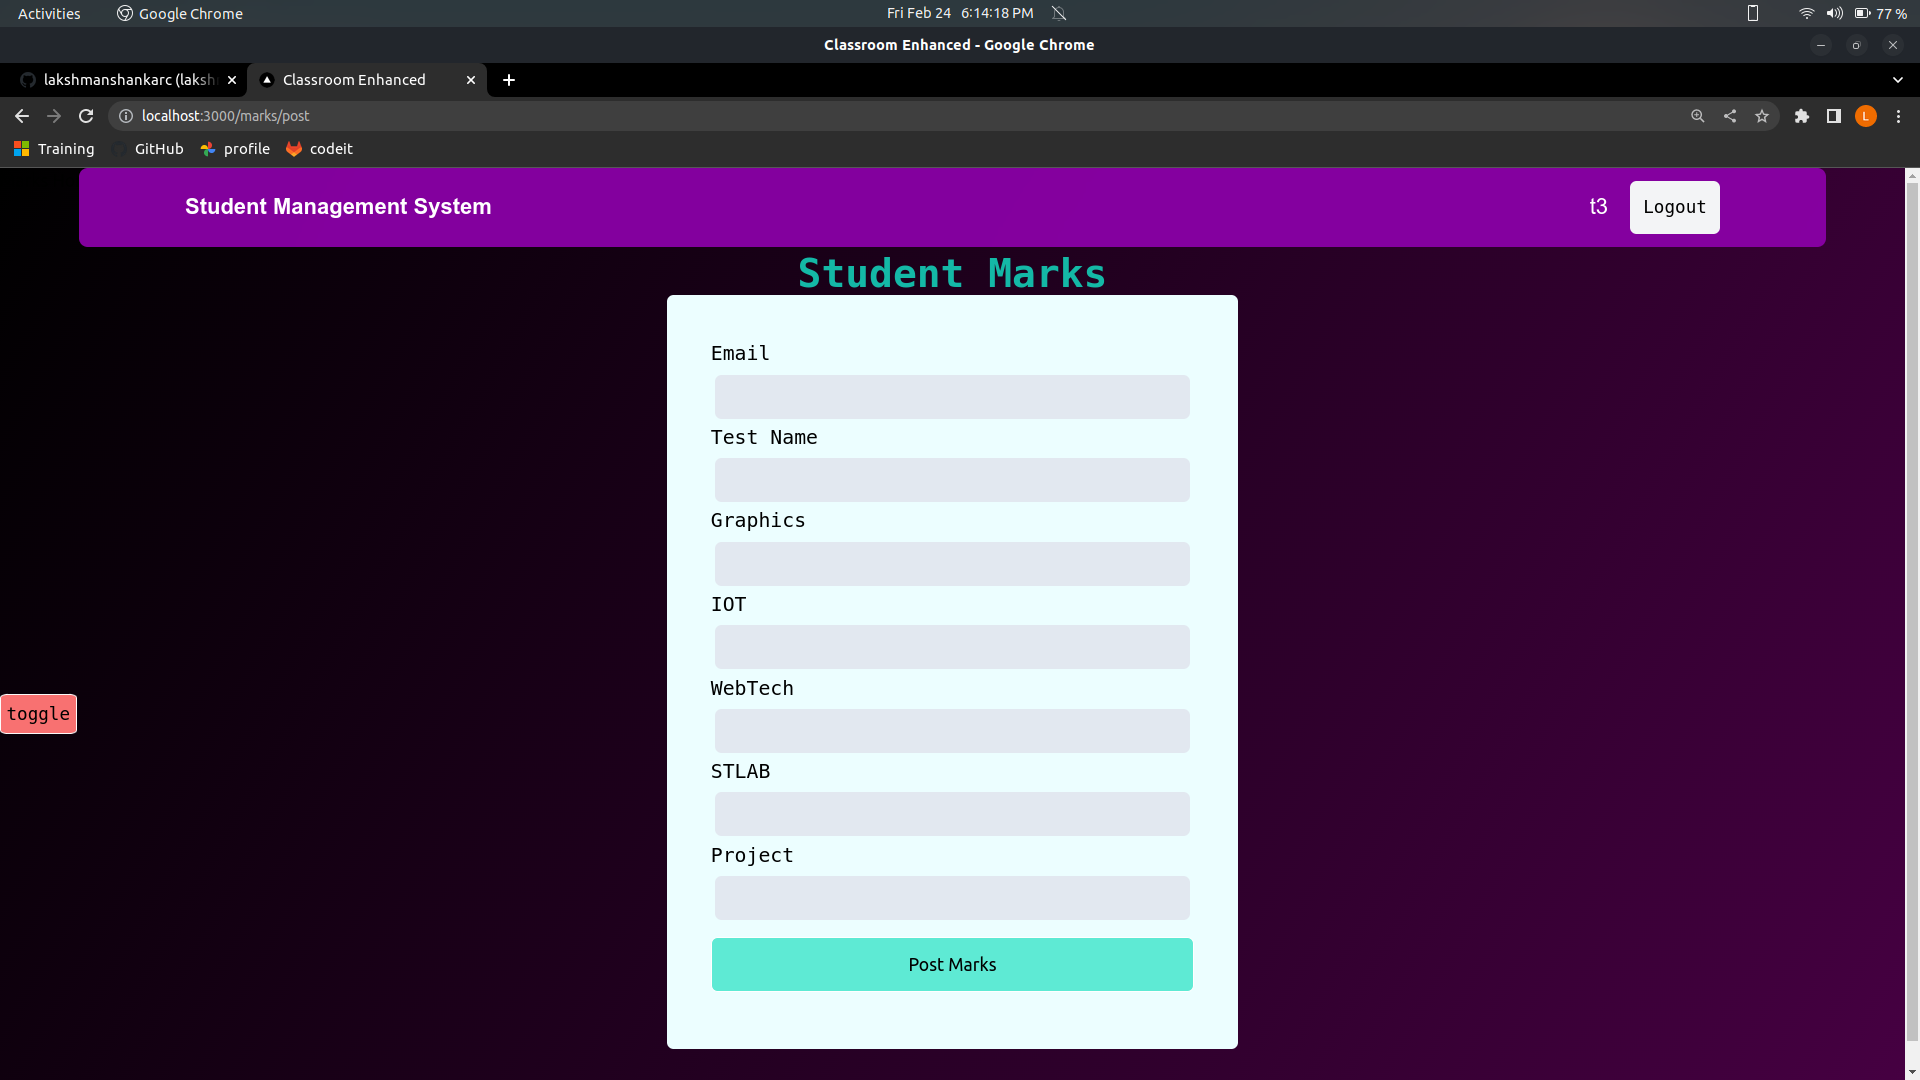 Activities Google Chrome Fri Feb 24 6:14:18 PM 77 %
Classroom Enhanced - Google Chrome
lakshmanshankarc (laksh Classroom Enhanced
localhost:3000/marks/post L
Training GitHub profile codeit
Student Management System t3 Logout
Student Marks
Email
Test Name
Graphics
IOT
WebTech
toggle
STLAB
Project
Post Marks